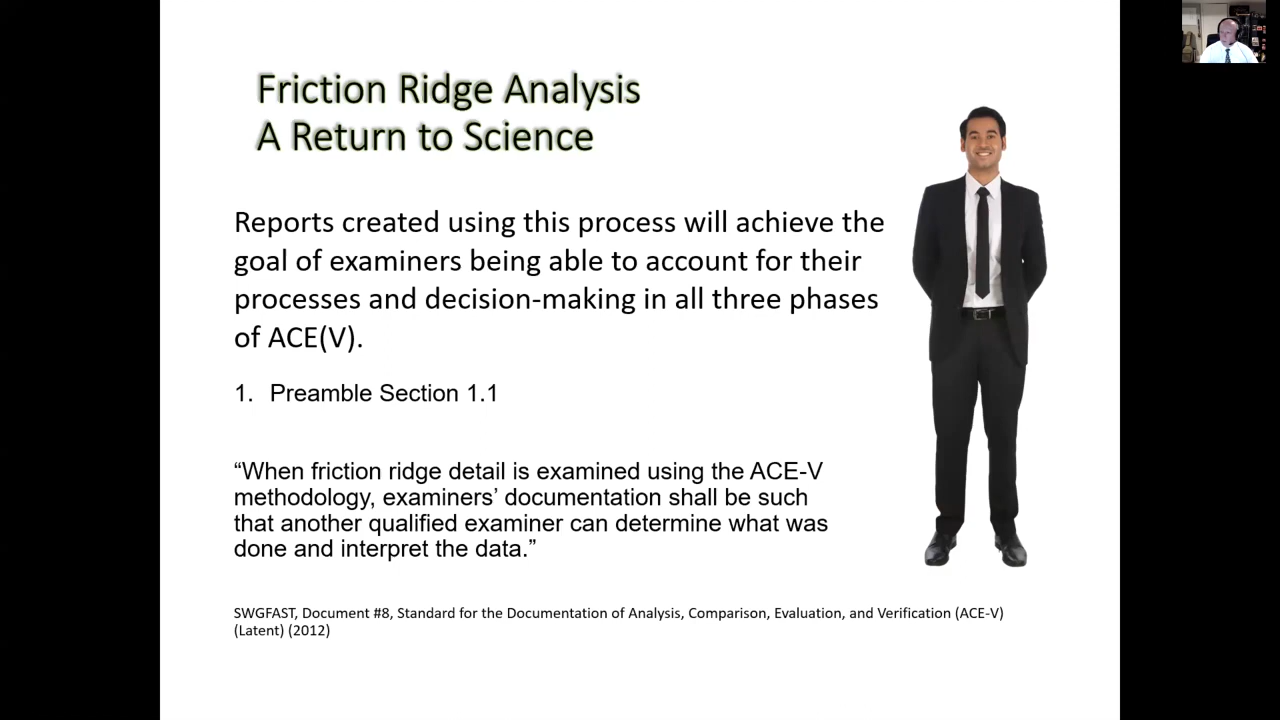 Friction Ridge Analysis
A Return to Science
Reports created using this process will achieve the
goal of examiners being able to account for their
processes and decision-making in all three phases
of ACE(V).
1. Preamble Section 1.1
“When friction ridge detail is examined using the ACE-V
methodology, examiners’ documentation shall be such
that another qualified examiner can determine what was
done and interpret the data.”
SWGFAST, Document #8, Standard for the Documentation of Analysis, Comparison, Evaluation, and Verification (ACE-V)
(Latent) (2012)